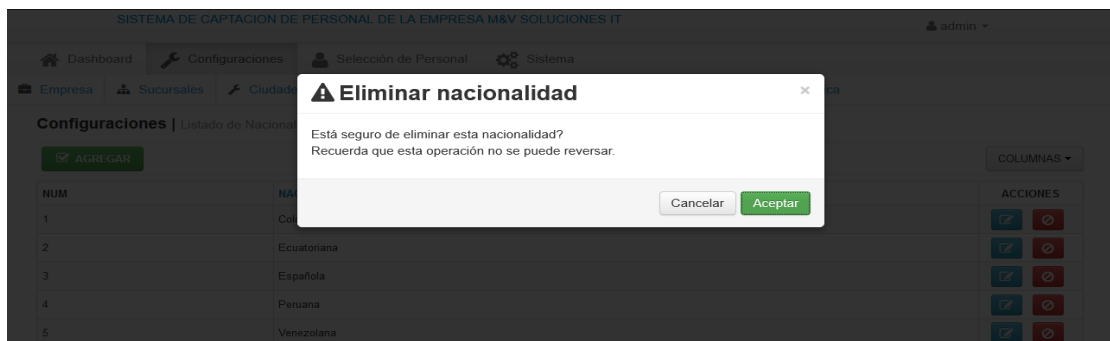 SISTEMA DE CAPTACION DE PERSONAL DE LA EMPRESA M&V SOLUCIONES IT
admin
Dashboard Configuraciones Selección de Personal Sistema
Empresa Sucursales Ciudade ca
Eliminar nacionalidad ×
Configuraciones | Listado de Nacional
Está seguro de eliminar esta nacionalidad?
Recuerda que esta operación no se puede reversar.
AGREGAR COLUMNAS
Cancelar Aceptar
NUM NA ACCIONES
1 Col
2 Ecuatoriana
3 Española
4 Peruana
5 Venezolana